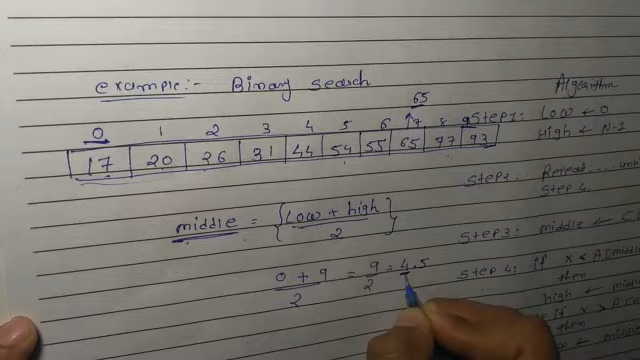 example:- Binary search
65
0 1 2 3 4 5 6 7 8 9
17 20 26 31 44 54 55 65 77 93
middle = {Low + high / 2}
0 + 9 / 2 = 9 / 2 = 4.5
Algorithm
Step1: Low ← 0
High ← N-1
Step2: Repeat....
Step 4.
Step3: middle ←
Step4: If x < A[middle
then
high ←
If x >
then
←